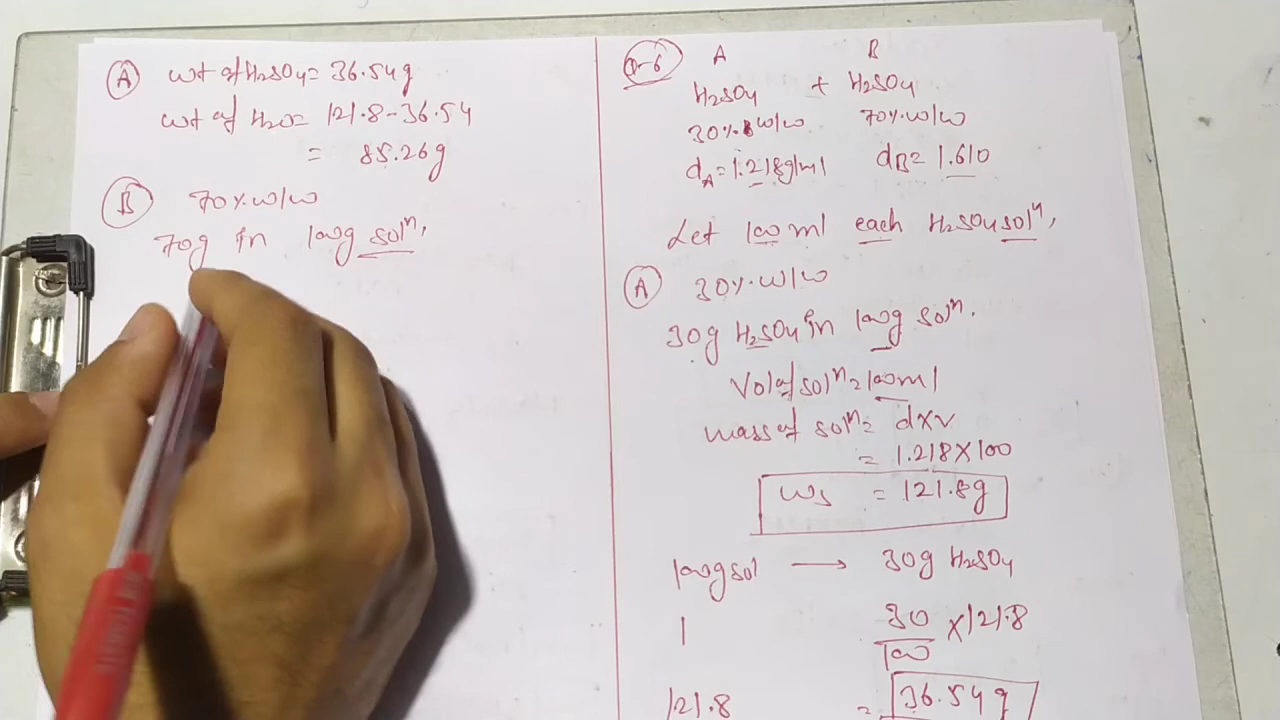 Q-6
A B
H₂SO₄ + H₂SO₄
30%. w/w 70%. w/w
d_A = 1.218g/ml d_B = 1.610
Let 100 ml each H₂SO₄ solⁿ,
A 30%. w/w
30g H₂SO₄ in 100g solⁿ.
Vol of solⁿ = 100ml
mass of solⁿ = d×v
= 1.218×100
Ws = 121.8g
100g sol → 30g H₂SO₄
1 30/100 ×121.8
121.8 = 36.54g
A wt of H₂SO₄ = 36.54g
wt of H₂O = 121.8-36.54
= 85.26g
B 70%. w/w
70g in 100g solⁿ,